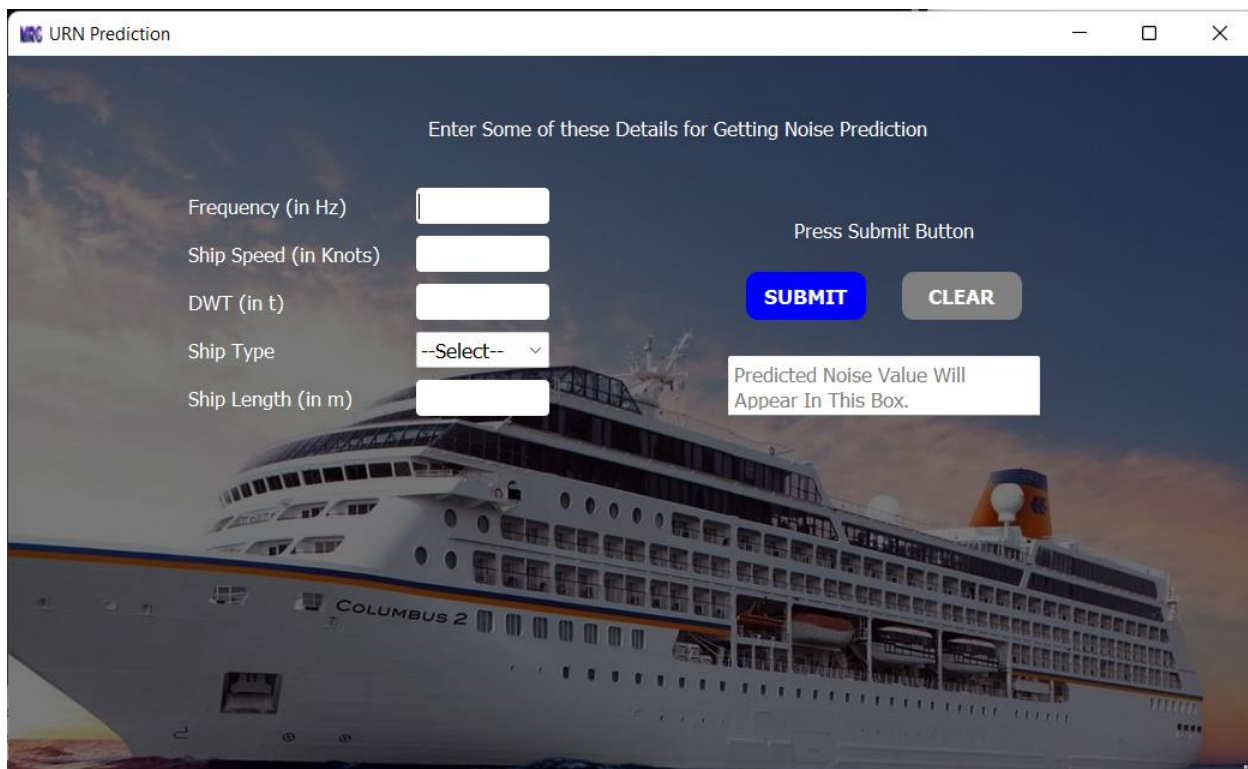 MRC URN Prediction
Enter Some of these Details for Getting Noise Prediction
Frequency (in Hz)
Ship Speed (in Knots)
DWT (in t)
Ship Type
--Select--
Ship Length (in m)
Press Submit Button
SUBMIT
CLEAR
Predicted Noise Value Will
Appear In This Box.
COLUMBUS 2